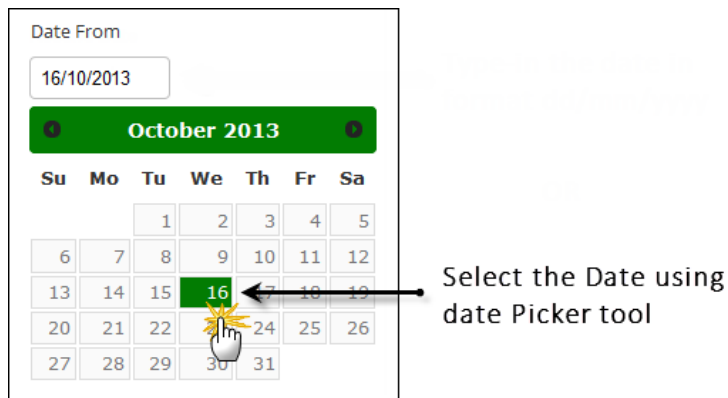 Date From
16/10/2013
October 2013
Su Mo Tu We Th Fr Sa
1 2 3 4 5
6 7 8 9 10 11 12
13 14 15 16 17 18 19
20 21 22 23 24 25 26
27 28 29 30 31
Select the Date using
date Picker tool